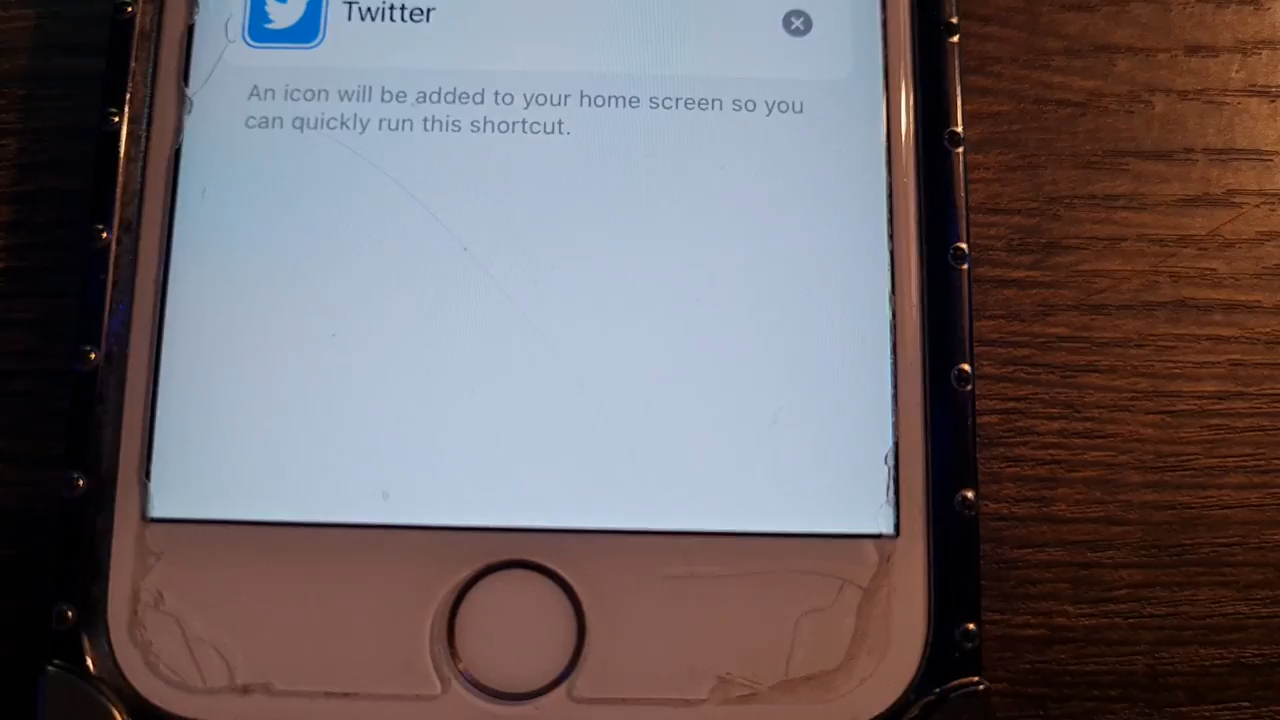 Twitter
An icon will be added to your home screen so you
can quickly run this shortcut.